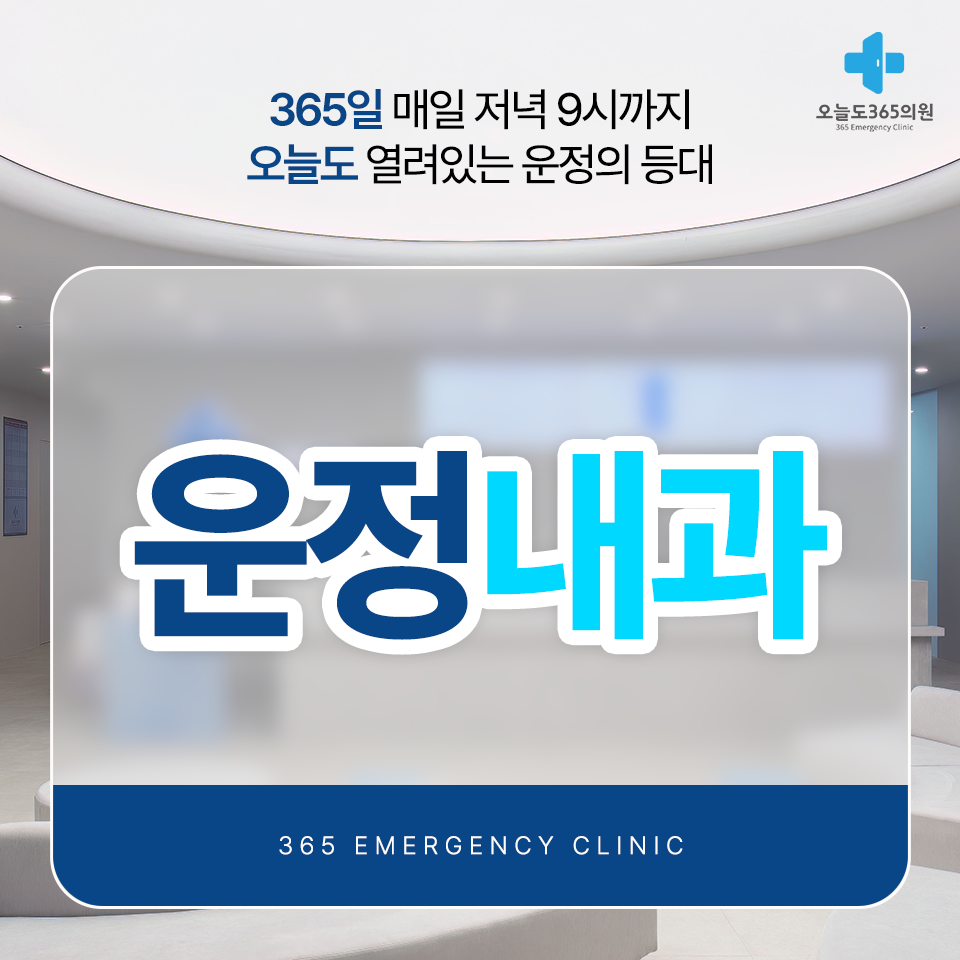 365일 매일 저녁 9시까지
오늘도 열려있는 운정의 등대
오늘도365의원
365 Emergency Clinic
운정내과
365 EMERGENCY CLINIC